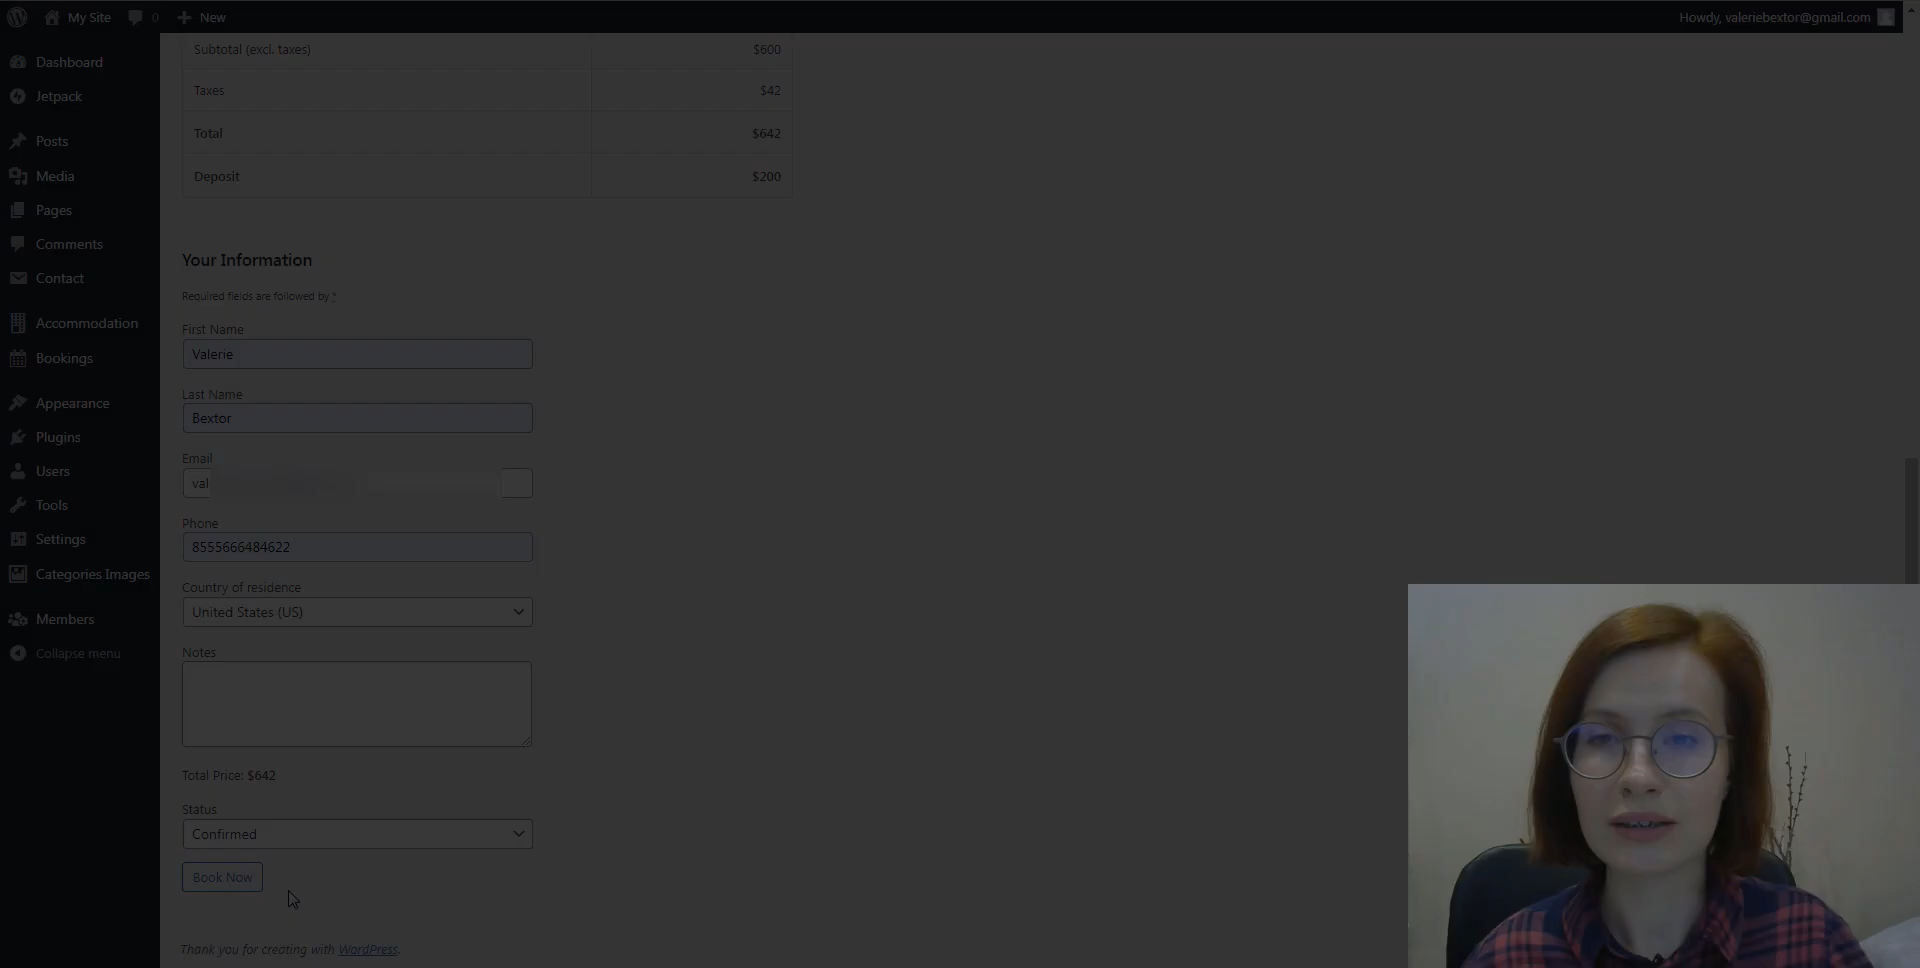 My Site 0 New Howdy, valeriebextor@gmail.com
Dashboard
Jetpack
Posts
Media
Pages
Comments
Contact
Accommodation
Bookings
Appearance
Plugins
Users
Tools
Settings
Categories Images
Members
Collapse menu
Subtotal (excl. taxes) $600
Taxes $42
Total $642
Deposit $200
Your Information
Required fields are followed by *
First Name
Valerie
Last Name
Bextor
Email
val
Phone
8555666484622
Country of residence
United States (US)
Notes
Total Price: $642
Status
Confirmed
Book Now
Thank you for creating with WordPress.